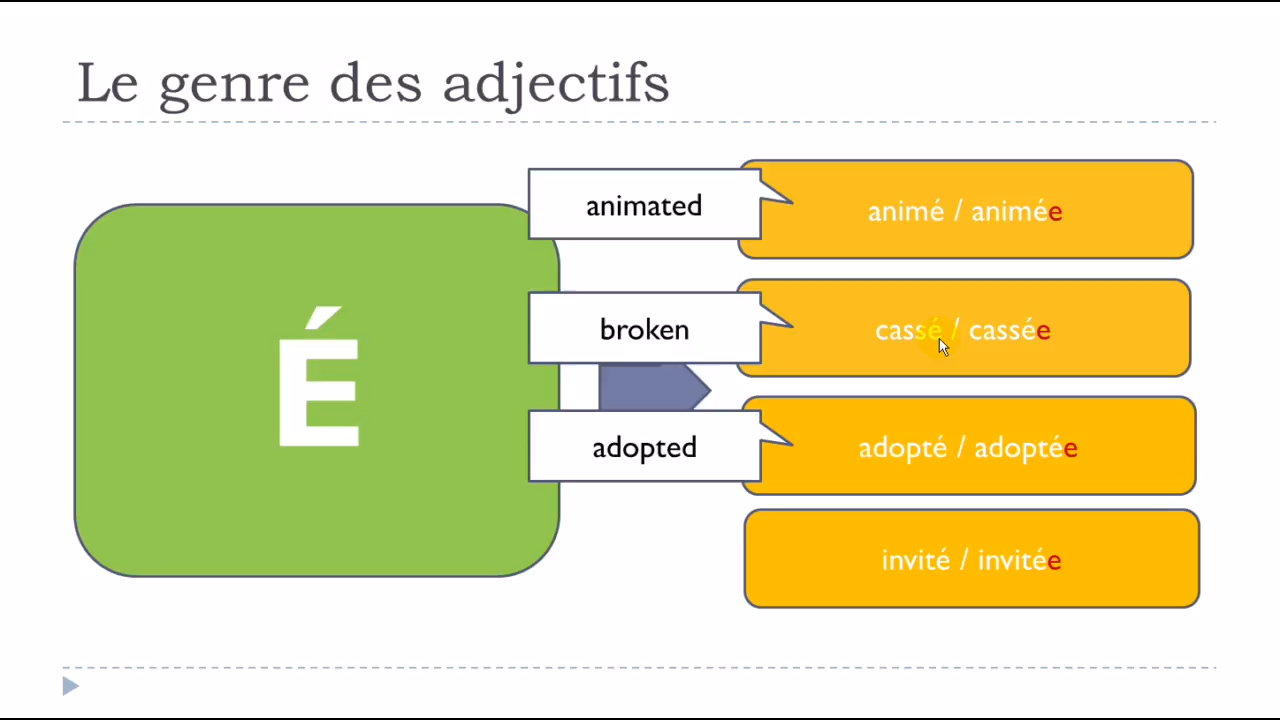 Le genre des adjectifs
É
animated
animé / animée
broken
cassé / cassée
adopted
adopté / adoptée
invité / invitée